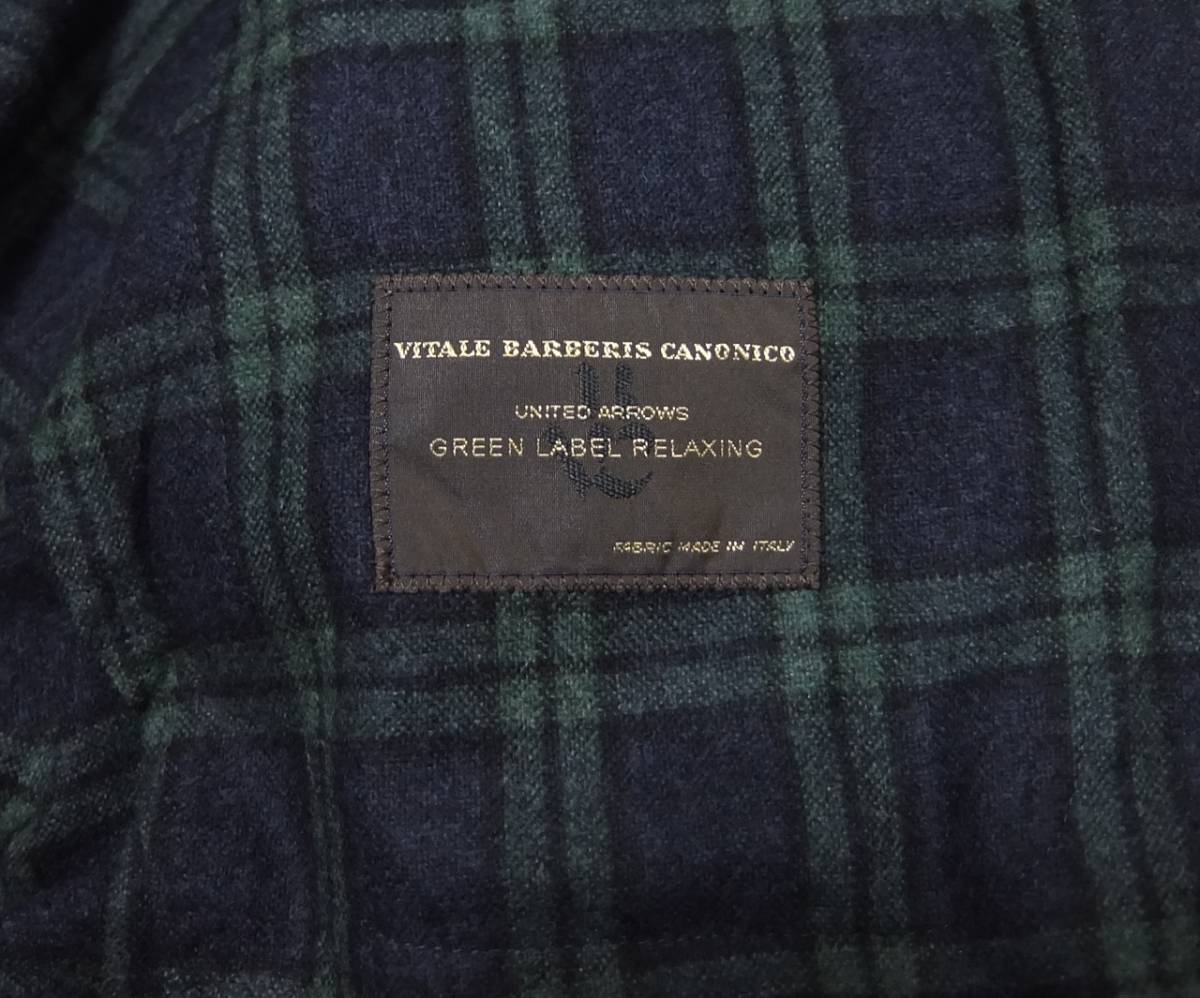 VITALE BARBERIS CANONICO
UNITED ARROWS
GREEN LABEL RELAXING
FABRIC MADE IN ITALY